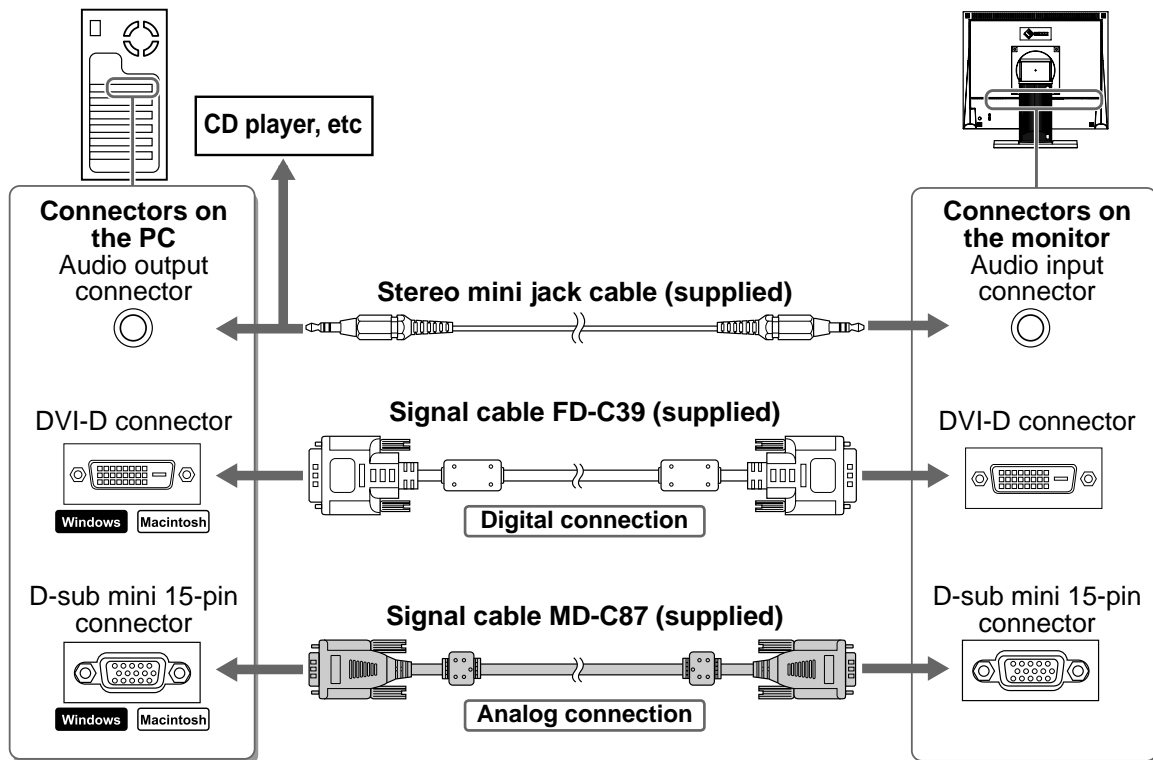 CD player, etc
Connectors on
the PC
Audio output
connector
Connectors on
the monitor
Audio input
connector
Stereo mini jack cable (supplied)
DVI-D connector
Windows
Macintosh
Signal cable FD-C39 (supplied)
Digital connection
DVI-D connector
D-sub mini 15-pin
connector
Windows
Macintosh
Signal cable MD-C87 (supplied)
Analog connection
D-sub mini 15-pin
connector